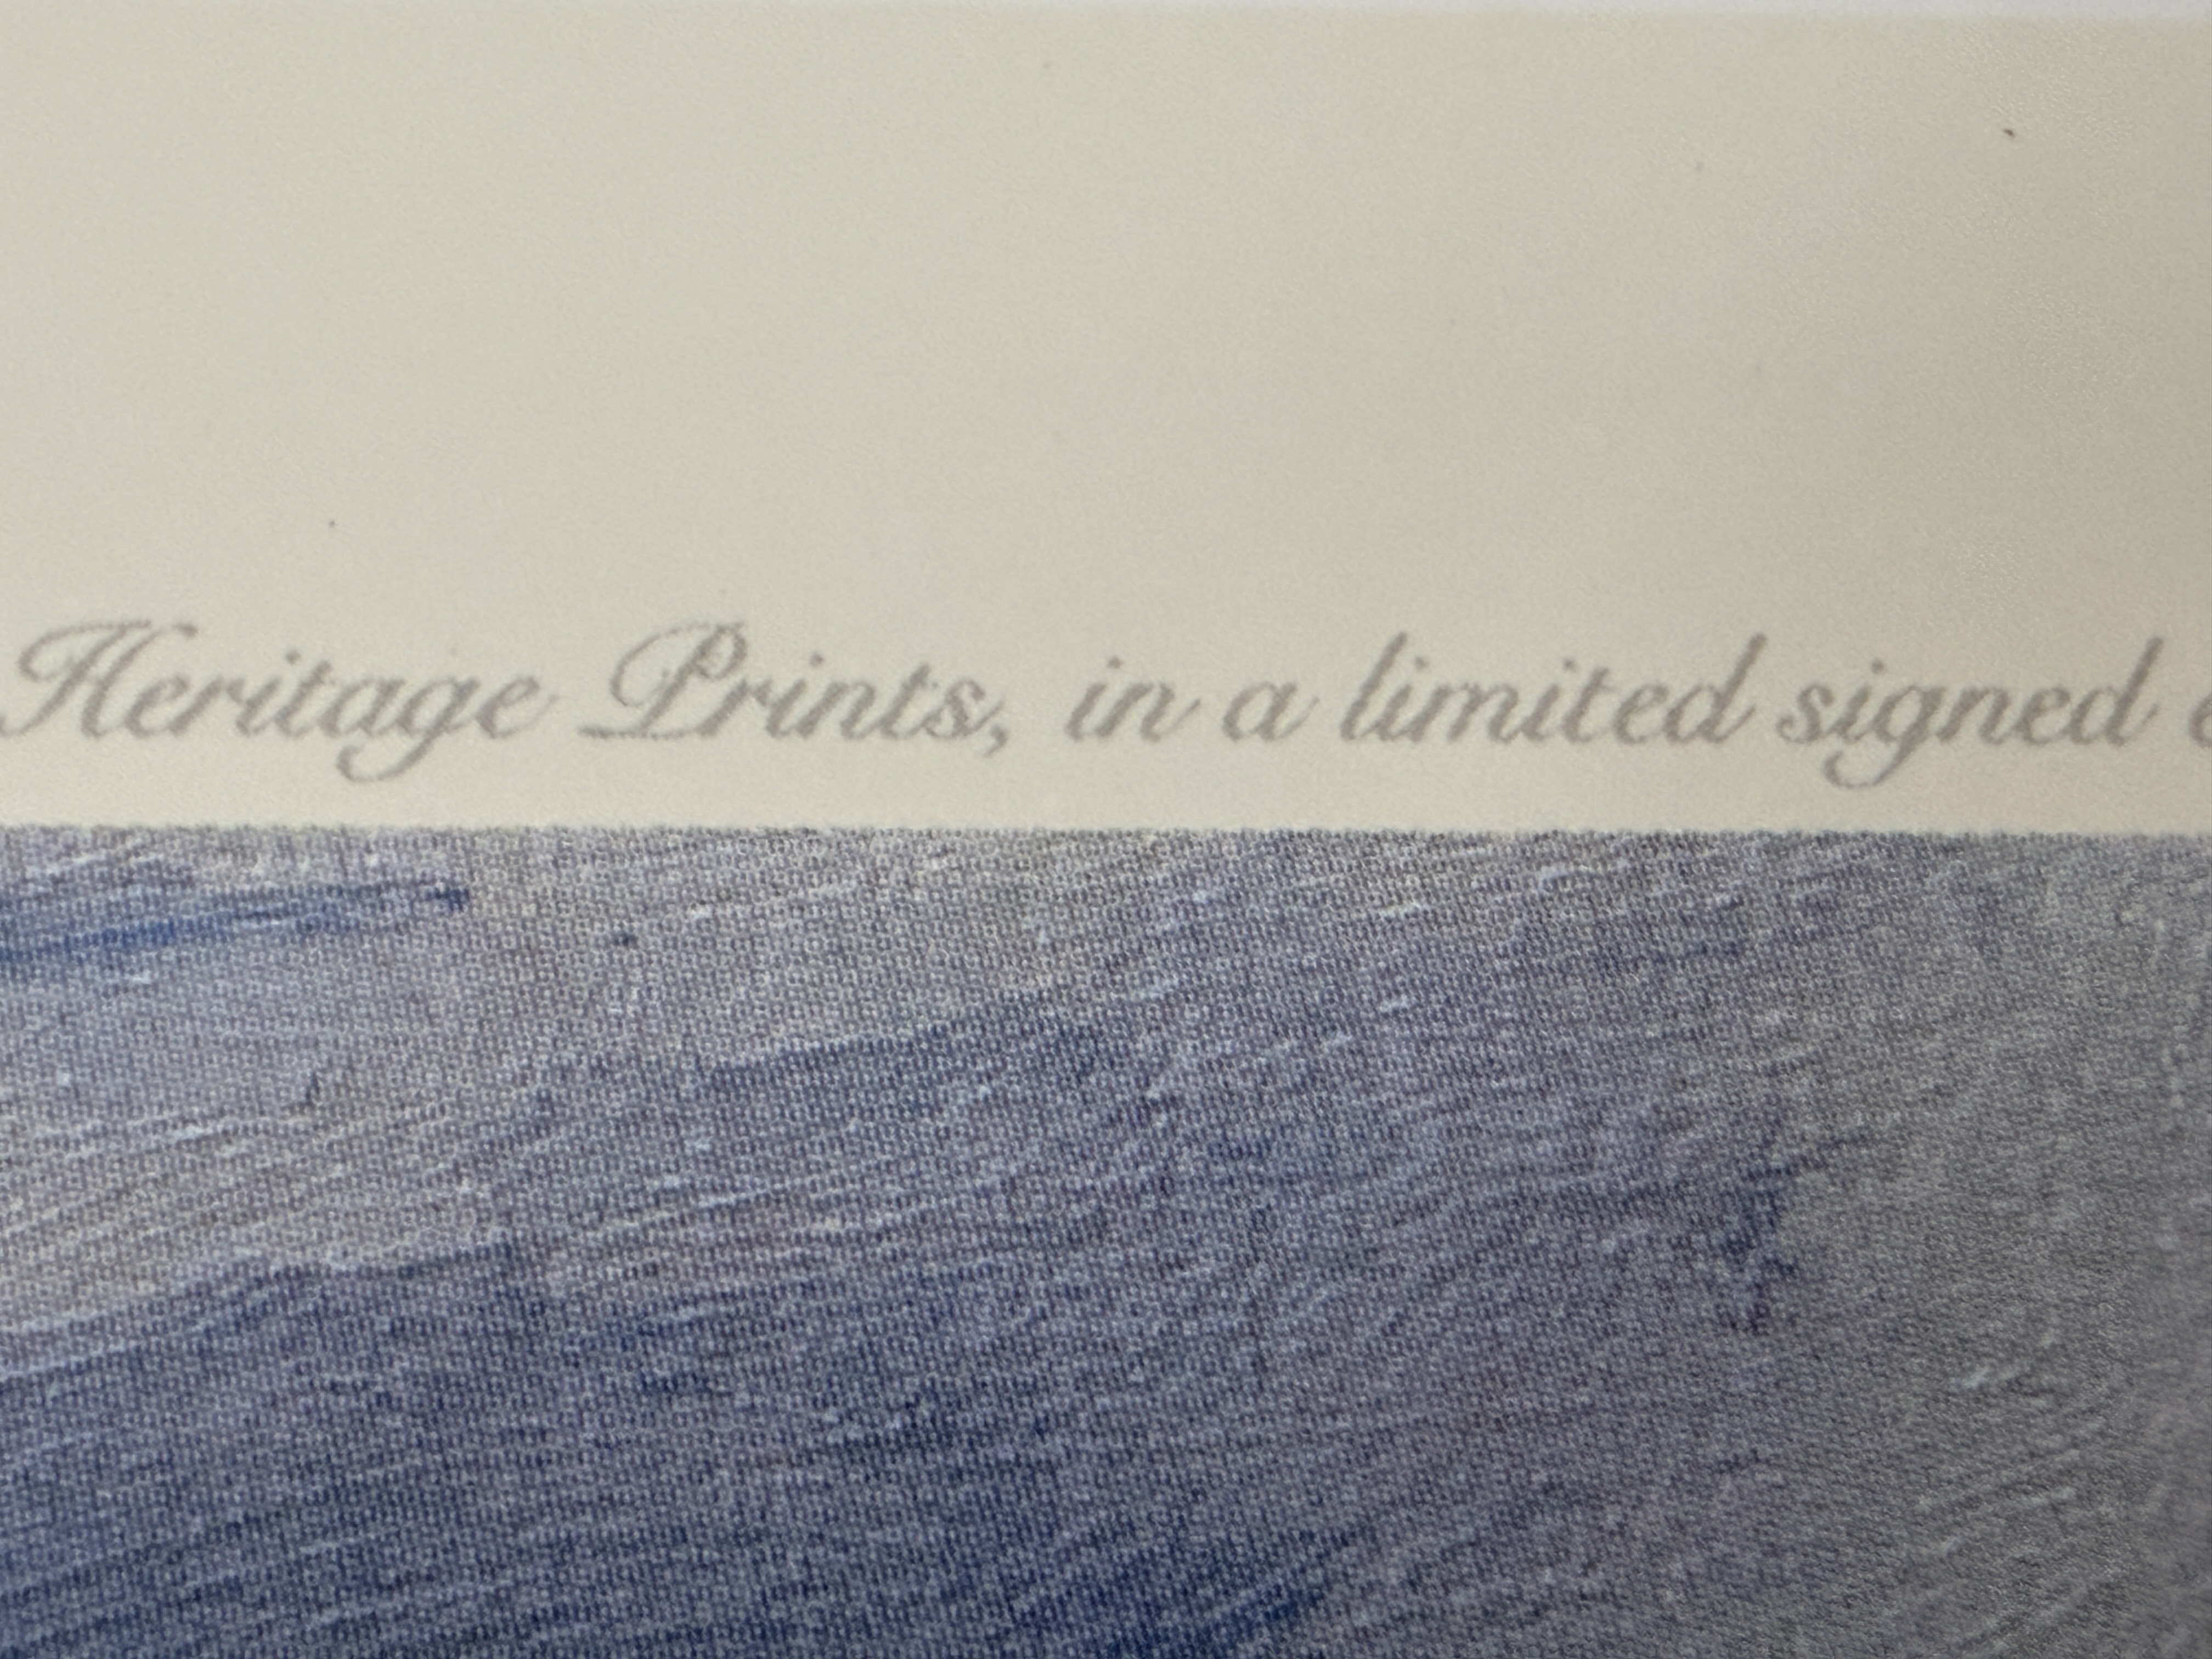 Heritage Prints, in a limited signed